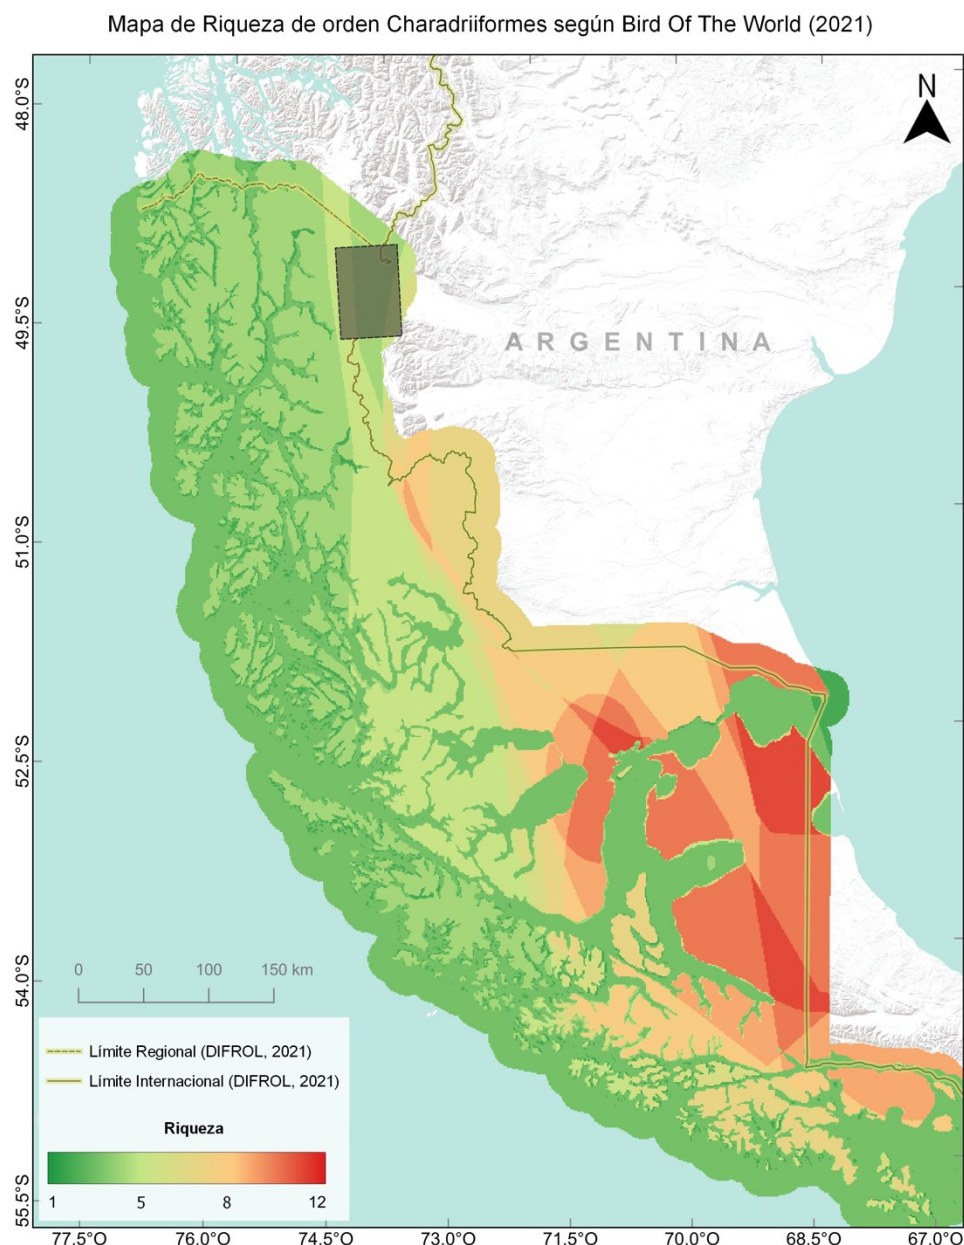 Mapa de Riqueza de orden Charadriiformes según Bird Of The World (2021)
N
48.0°S
49.5°S
ARGENTINA
51.0°S
52.5°S
0 50 100 150 km
54.0°S
Límite Regional (DIFROL, 2021)
Límite Internacional (DIFROL, 2021)
Riqueza
1 5 8 12
55.5°S
77.5°O 76.0°O 74.5°O 73.0°O 71.5°O 70.0°O 68.5°O 67.0°O